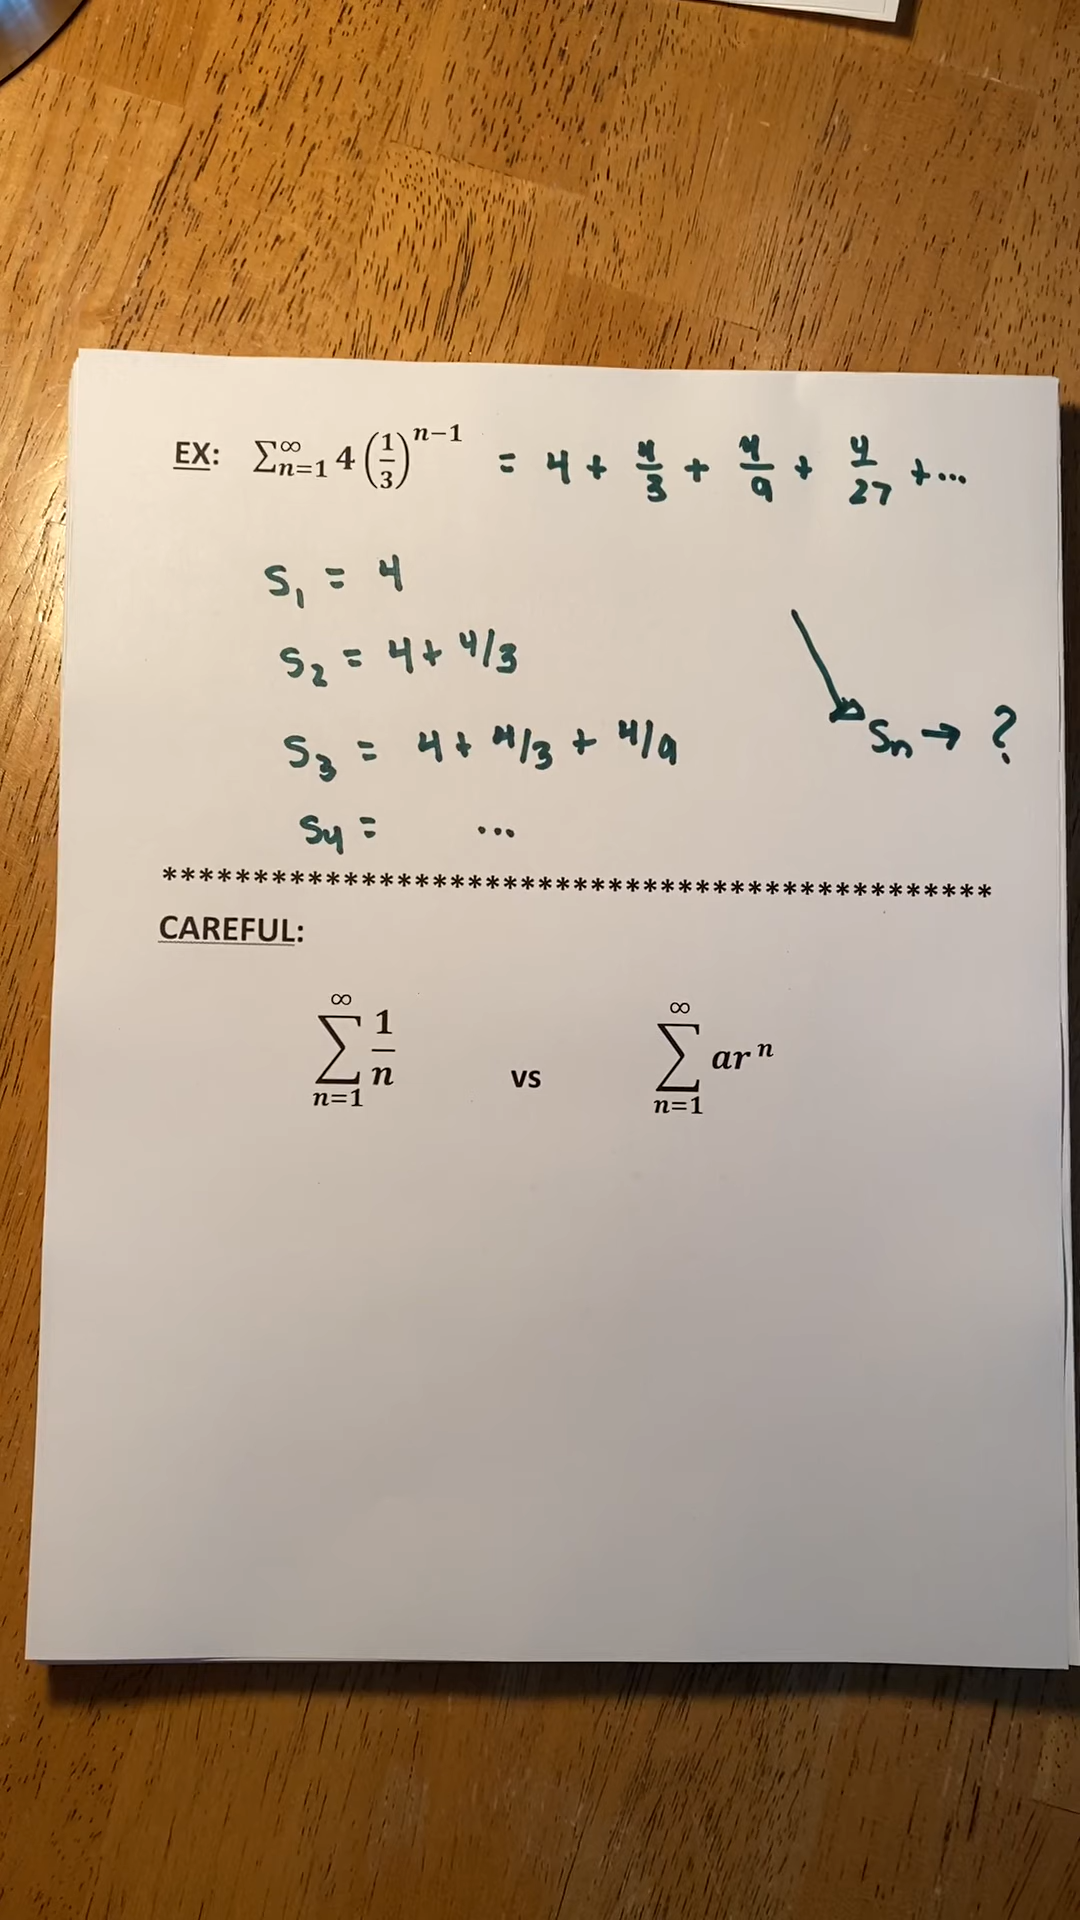 EX: ∑_{n=1}^{∞} 4(1/3)^{n−1} = 4 + 4/3 + 4/9 + 4/27 + ...
S₁ = 4
S₂ = 4 + 4/3
S₃ = 4 + 4/3 + 4/9
Sₙ → ?
S₄ = ...
**********************************************
CAREFUL:
∑_{n=1}^{∞} 1/n vs ∑_{n=1}^{∞} arⁿ